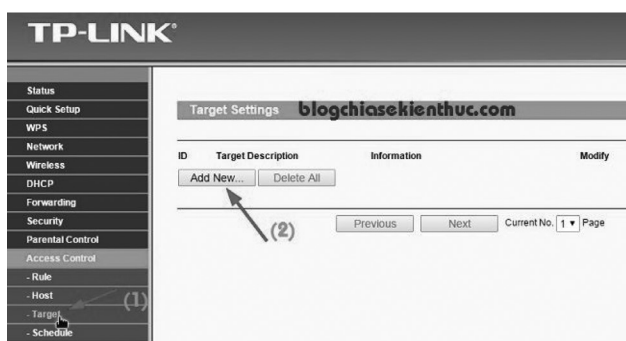 TP-LINK®
Status
Quick Setup
WPS
Network
Wireless
DHCP
Forwarding
Security
Parental Control
Access Control
- Rule
- Host
- Target
- Schedule
(1)
Target Settings blogchiasekienthuc.com
ID Target Description Information Modify
Add New... Delete All
(2)
Previous Next Current No. 1 Page